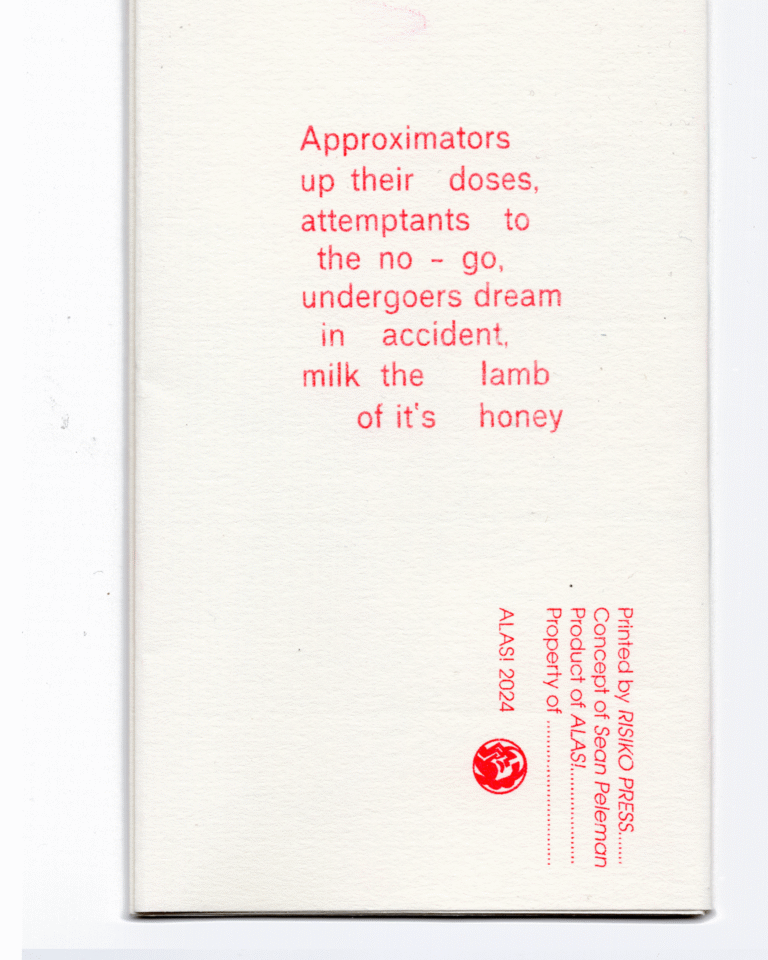 Approximators
up their doses,
attemptants to
the no - go,
undergoers dream
in accident,
milk the lamb
of it's honey
Printed by RISIKO PRESS.......
Concept of Sean Peleman
Product of ALAS!....................
Property of ..............................
ALAS! 2024